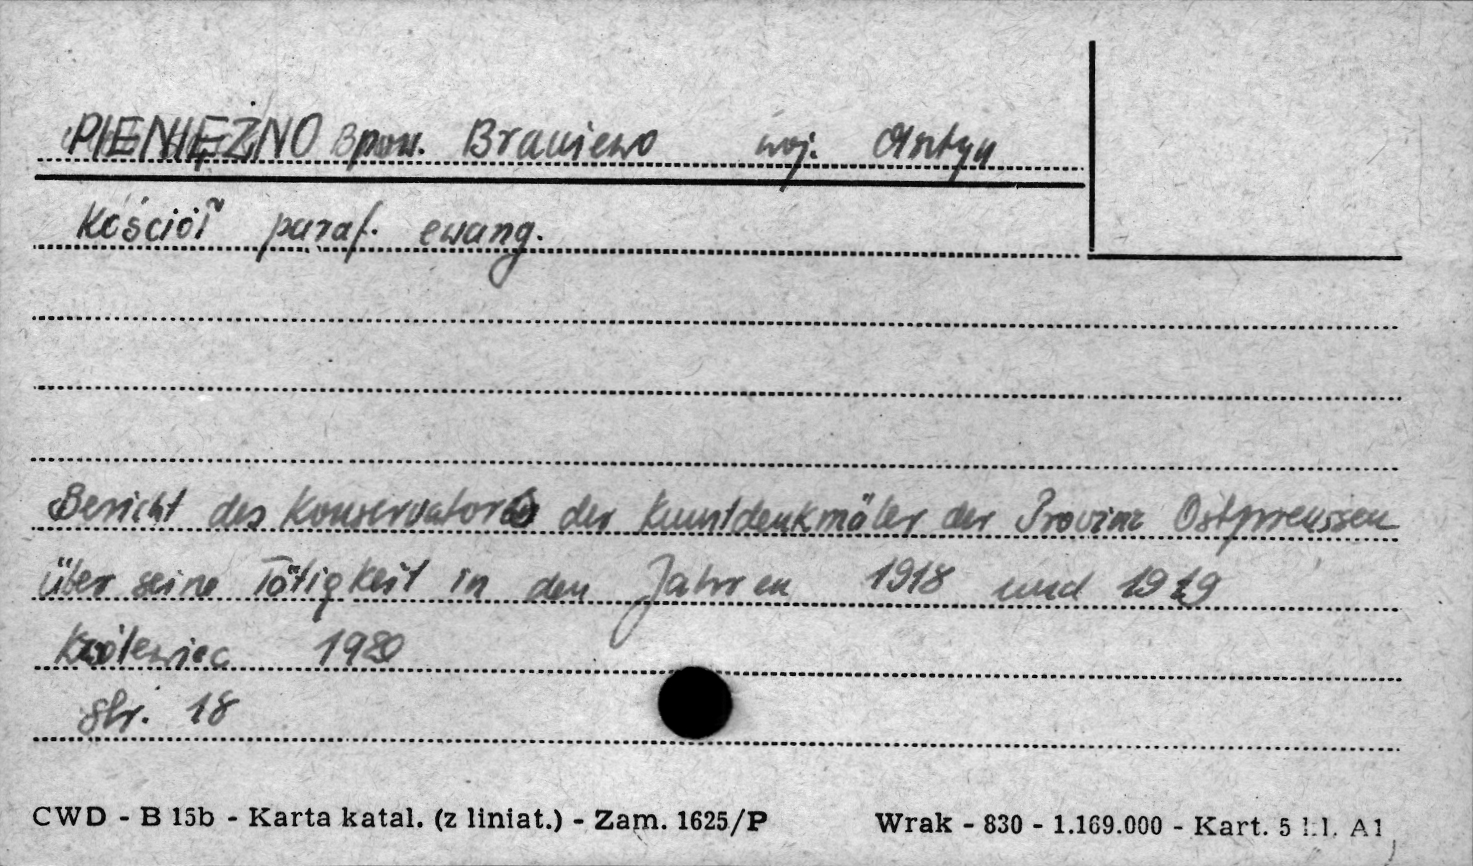 PIENIĘŻNO pow. Braniewo woj. Olsztyn
Kościół paraf. ewang.
Bericht des Konservators der Kunstdenkmäler der Provinz Ostpreussen
über seine Tätigkeit in den Jahren 1918 und 1919
Królewiec 1920
str. 18
CWD - B 15b - Karta katal. (z liniat.) - Zam. 1625/P Wrak - 830 - 1.169.000 - Kart. 5 kl. A1